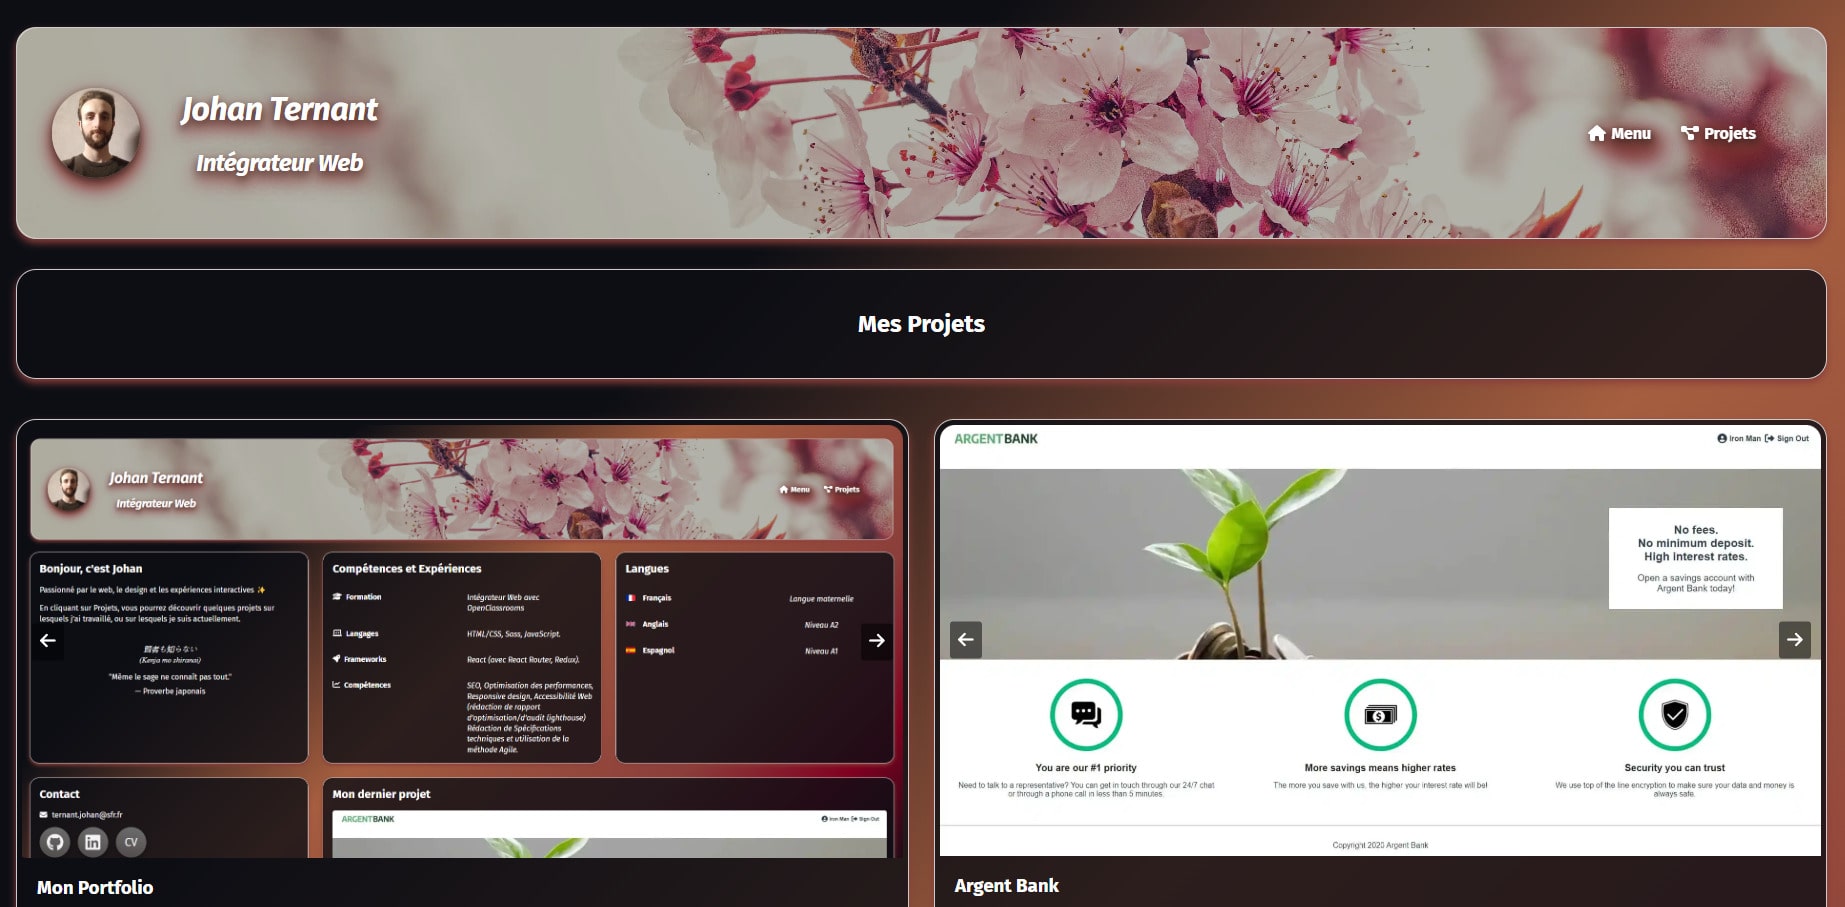 Johan Ternant
Intégrateur Web
Menu
Projets
Mes Projets
Johan Ternant
Intégrateur Web
Menu
Projets
Bonjour, c'est Johan
Passionné par le web, le design et les expériences interactives ✨
En cliquant sur Projets, vous pourrez découvrir quelques projets sur
lesquels j'ai travaillé, ou sur lesquels je suis actuellement.
賢者も知らない
(Kenja mo shiranai)
"Même le sage ne connaît pas tout."
— Proverbe japonais
Compétences et Expériences
Formation
Intégrateur Web avec
OpenClassrooms
Langages
HTML/CSS, Sass, JavaScript.
Frameworks
React (avec React Router, Redux).
Compétences
SEO, Optimisation des performances,
Responsive design, Accessibilité Web
(rédaction de rapport
d'optimisation/d'audit lighthouse)
Rédaction de Spécifications
techniques et utilisation de la
méthode Agile.
Langues
Français
Langue maternelle
Anglais
Niveau A2
Espagnol
Niveau A1
Contact
ternant.johan@sfr.fr
CV
Mon dernier projet
ARGENTBANK
Iron Man
Sign Out
Mon Portfolio
ARGENTBANK
Iron Man
Sign Out
No fees.
No minimum deposit.
High interest rates.
Open a savings account with
Argent Bank today!
You are our #1 priority
Need to talk to a representative? You can get in touch through our 24/7 chat
or through a phone call in less than 5 minutes.
More savings means higher rates
The more you save with us, the higher your interest rate will be!
Security you can trust
We use top of the line encryption to make sure your data and money is
always safe.
Copyright 2020 Argent Bank
Argent Bank